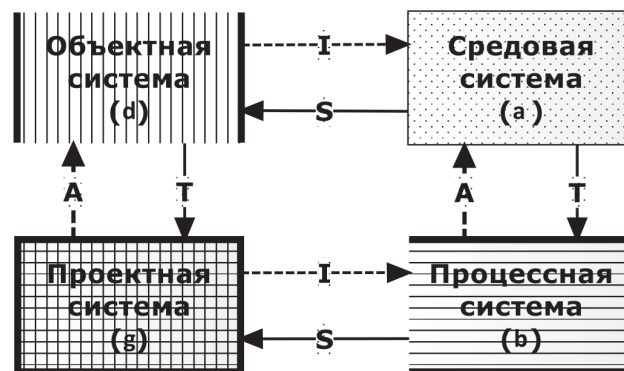 Объектная
система
(d)
I
Средовая
система
(a)
S
A
T
A
T
Проектная
система
(g)
I
Процессная
система
(b)
S